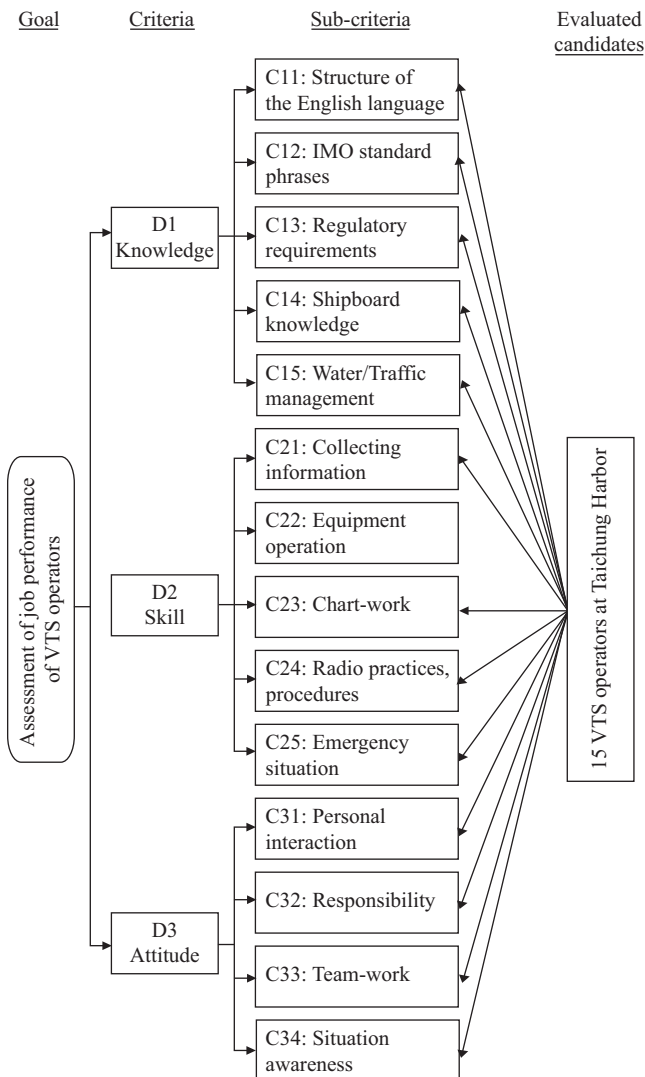 Goal
Criteria
Sub-criteria
Evaluated
candidates
Assessment of job performance
of VTS operators
D1
Knowledge
D2
Skill
D3
Attitude
C11: Structure of
the English language
C12: IMO standard
phrases
C13: Regulatory
requirements
C14: Shipboard
knowledge
C15: Water/Traffic
management
C21: Collecting
information
C22: Equipment
operation
C23: Chart-work
C24: Radio practices,
procedures
C25: Emergency
situation
C31: Personal
interaction
C32: Responsibility
C33: Team-work
C34: Situation
awareness
15 VTS operators at Taichung Harbor